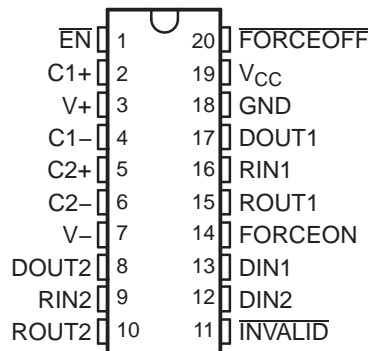 EN 1 20 FORCEOFF
C1+ 2 19 VCC
V+ 3 18 GND
C1− 4 17 DOUT1
C2+ 5 16 RIN1
C2− 6 15 ROUT1
V− 7 14 FORCEON
DOUT2 8 13 DIN1
RIN2 9 12 DIN2
ROUT2 10 11 INVALID